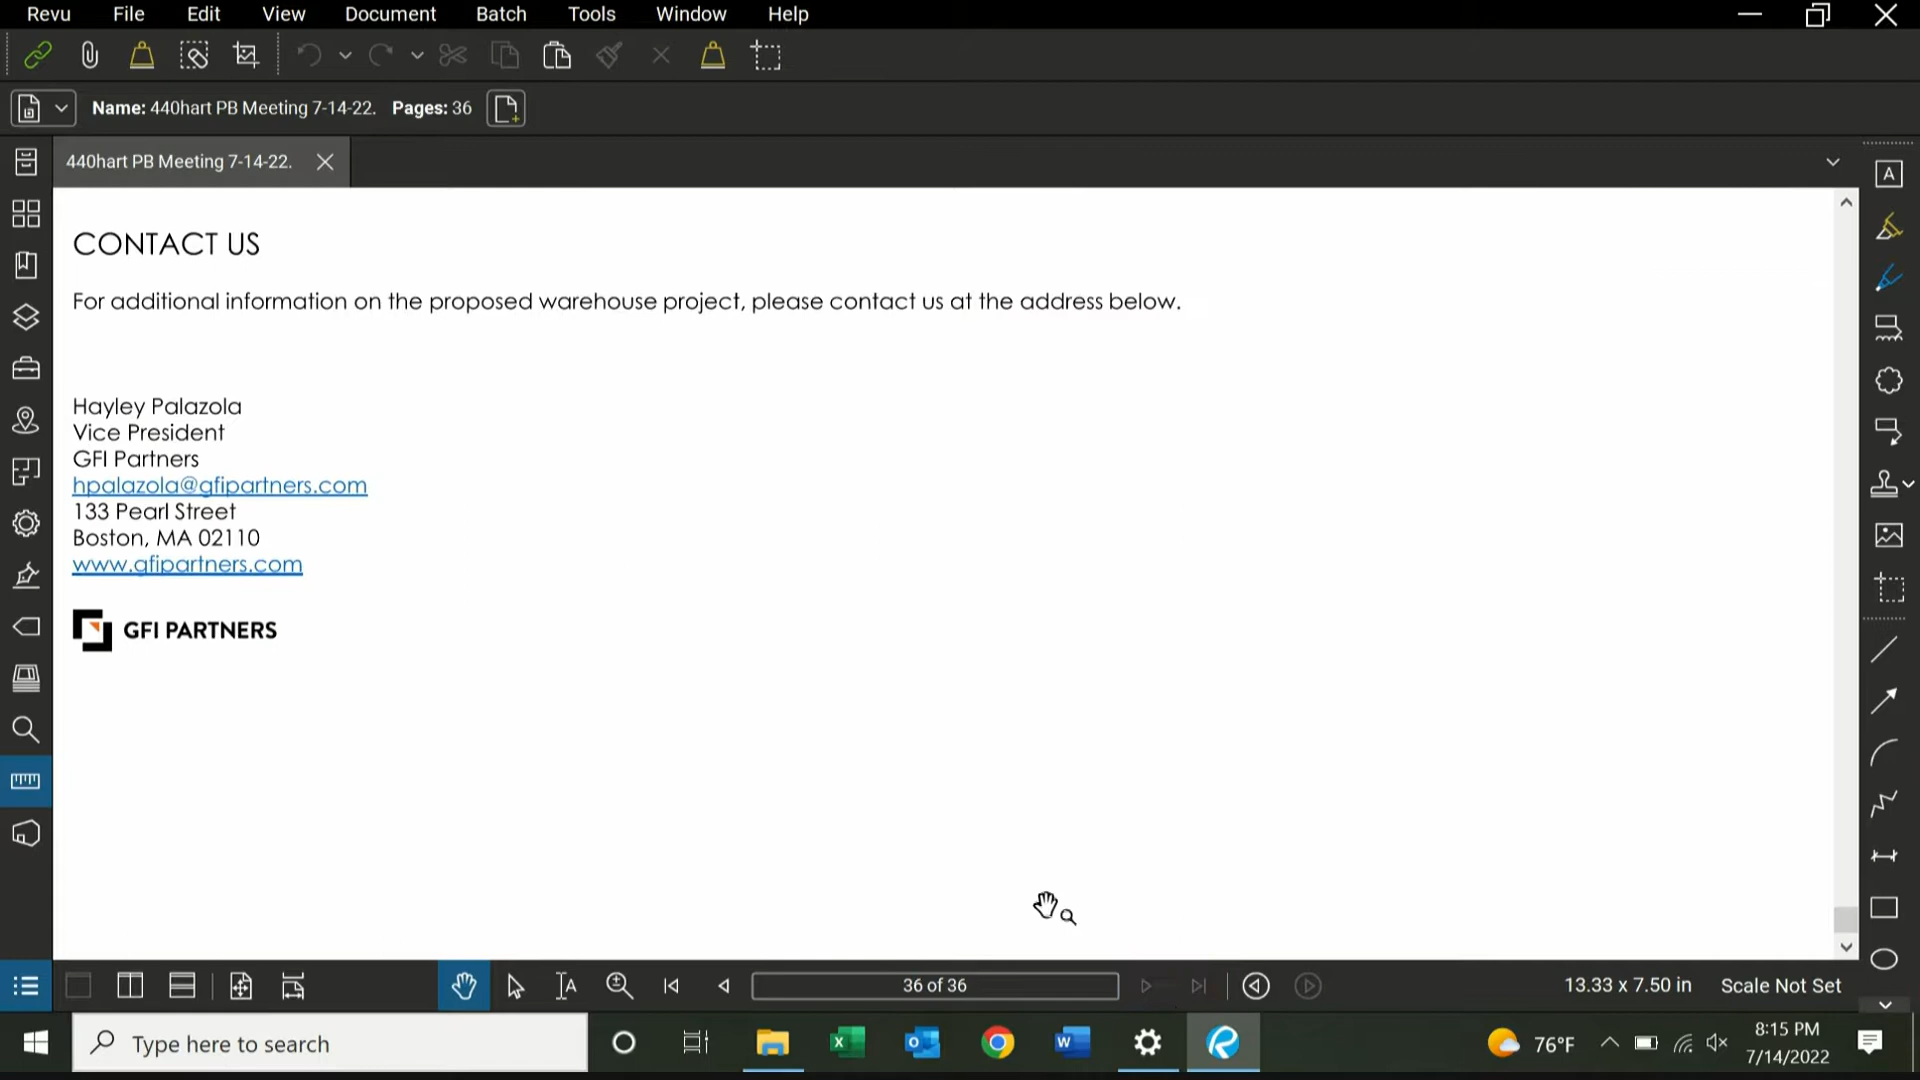 Revu File Edit View Document Batch Tools Window Help
Name: 440hart PB Meeting 7-14-22. Pages: 36
440hart PB Meeting 7-14-22.
CONTACT US
For additional information on the proposed warehouse project, please contact us at the address below.
Hayley Palazola
Vice President
GFI Partners
hpalazola@gfipartners.com
133 Pearl Street
Boston, MA 02110
www.gfipartners.com
GFI PARTNERS
36 of 36
13.33 x 7.50 in Scale Not Set
Type here to search
76°F
8:15 PM
7/14/2022